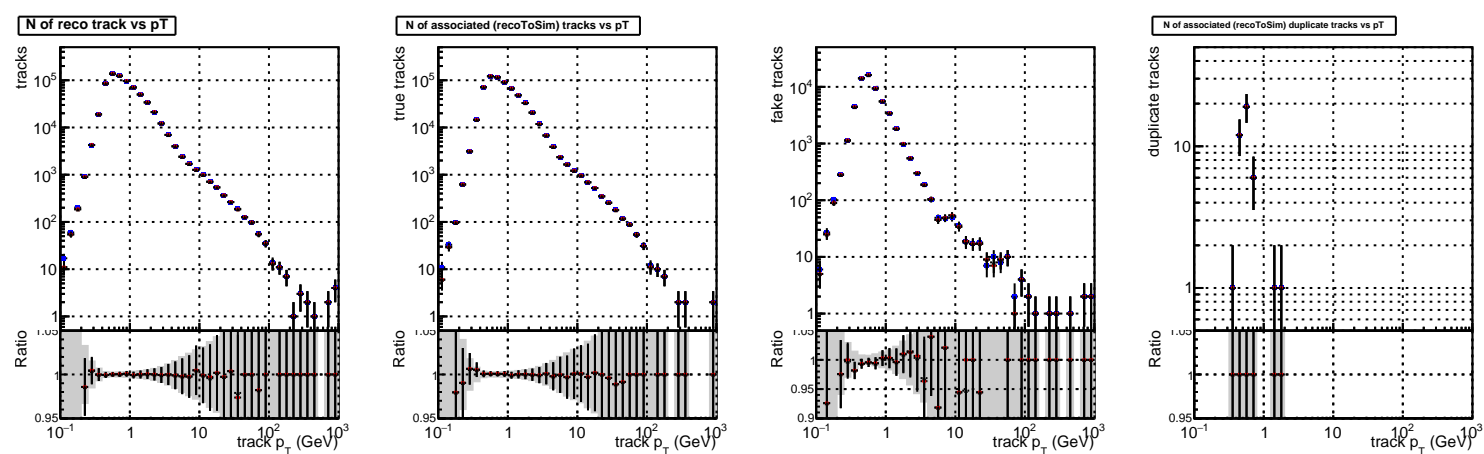 N of reco track vs pT
tracks
10^5
10^4
10^3
10^2
10
1
Ratio
1.05
1
0.95
10^-1 1 10 10^2 10^3
track p_T (GeV)
N of associated (recoToSim) tracks vs pT
true tracks
10^5
10^4
10^3
10^2
10
1
Ratio
1.05
1
0.95
10^-1 1 10 10^2 10^3
track p_T (GeV)
fake tracks
10^4
10^3
10^2
10
1
Ratio
1.05
1
0.95
0.9
10^-1 1 10 10^2 10^3
track p_T (GeV)
N of associated (recoToSim) duplicate tracks vs pT
duplicate tracks
10
1
Ratio
1.05
1
0.95
10^-1 1 10 10^2 10^3
track p_T (GeV)